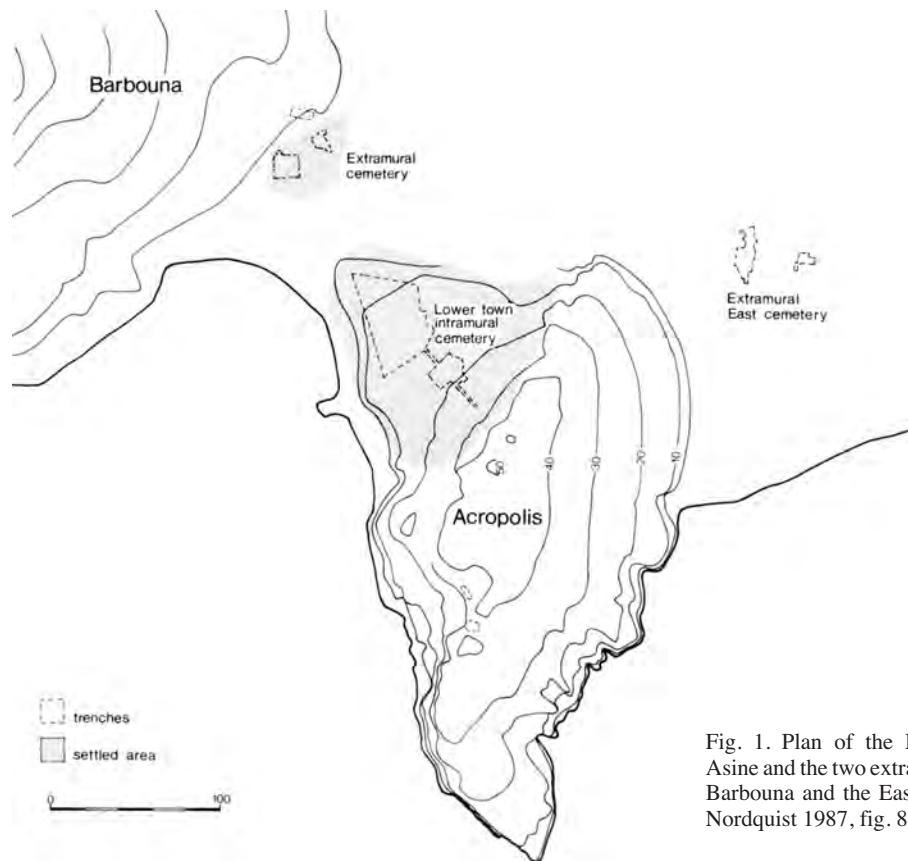 Barbouna
Extramural
cemetery
Lower town
intramural
cemetery
Extramural
East cemetery
50
40
30
20
10
Acropolis
trenches
settled area
0 100
Fig. 1. Plan of the
Asine and the two extra
Barbouna and the Eas
Nordquist 1987, fig. 8